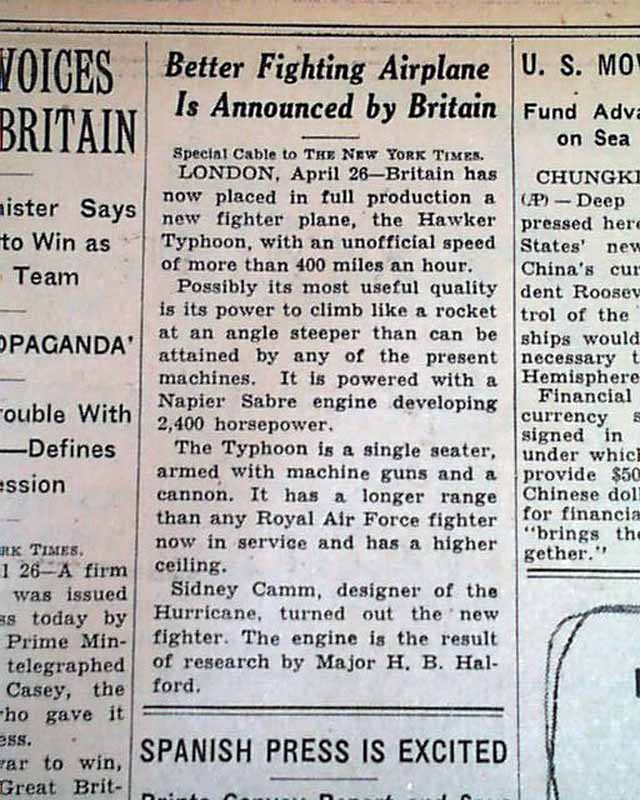 VOICES
BRITAIN
nister Says
to Win as
Team
OPAGANDA'
rouble With
—Defines
ession
RK TIMES.
l 26—A firm
was issued
ss today by
Prime Min-
telegraphed
Casey, the
who gave it
ess.
var to win,
Great Brit-
Better Fighting Airplane
Is Announced by Britain
Special Cable to THE NEW YORK TIMES.
LONDON, April 26—Britain has
now placed in full production a
new fighter plane, the Hawker
Typhoon, with an unofficial speed
of more than 400 miles an hour.
Possibly its most useful quality
is its power to climb like a rocket
at an angle steeper than can be
attained by any of the present
machines. It is powered with a
Napier Sabre engine developing
2,400 horsepower.
The Typhoon is a single seater,
armed with machine guns and a
cannon. It has a longer range
than any Royal Air Force fighter
now in service and has a higher
ceiling.
Sidney Camm, designer of the
Hurricane, turned out the new
fighter. The engine is the result
of research by Major H. B. Hal-
ford.
SPANISH PRESS IS EXCITED
U. S. MOV
Fund Adva
on Sea
CHUNGKI
(AP) — Deep
pressed here
States' new
China's cur
dent Roosev
trol of the
ships would
necessary t
Hemisphere
Financial
currency s
signed in
under which
provide $50
Chinese doll
for financia
"brings the
gether."